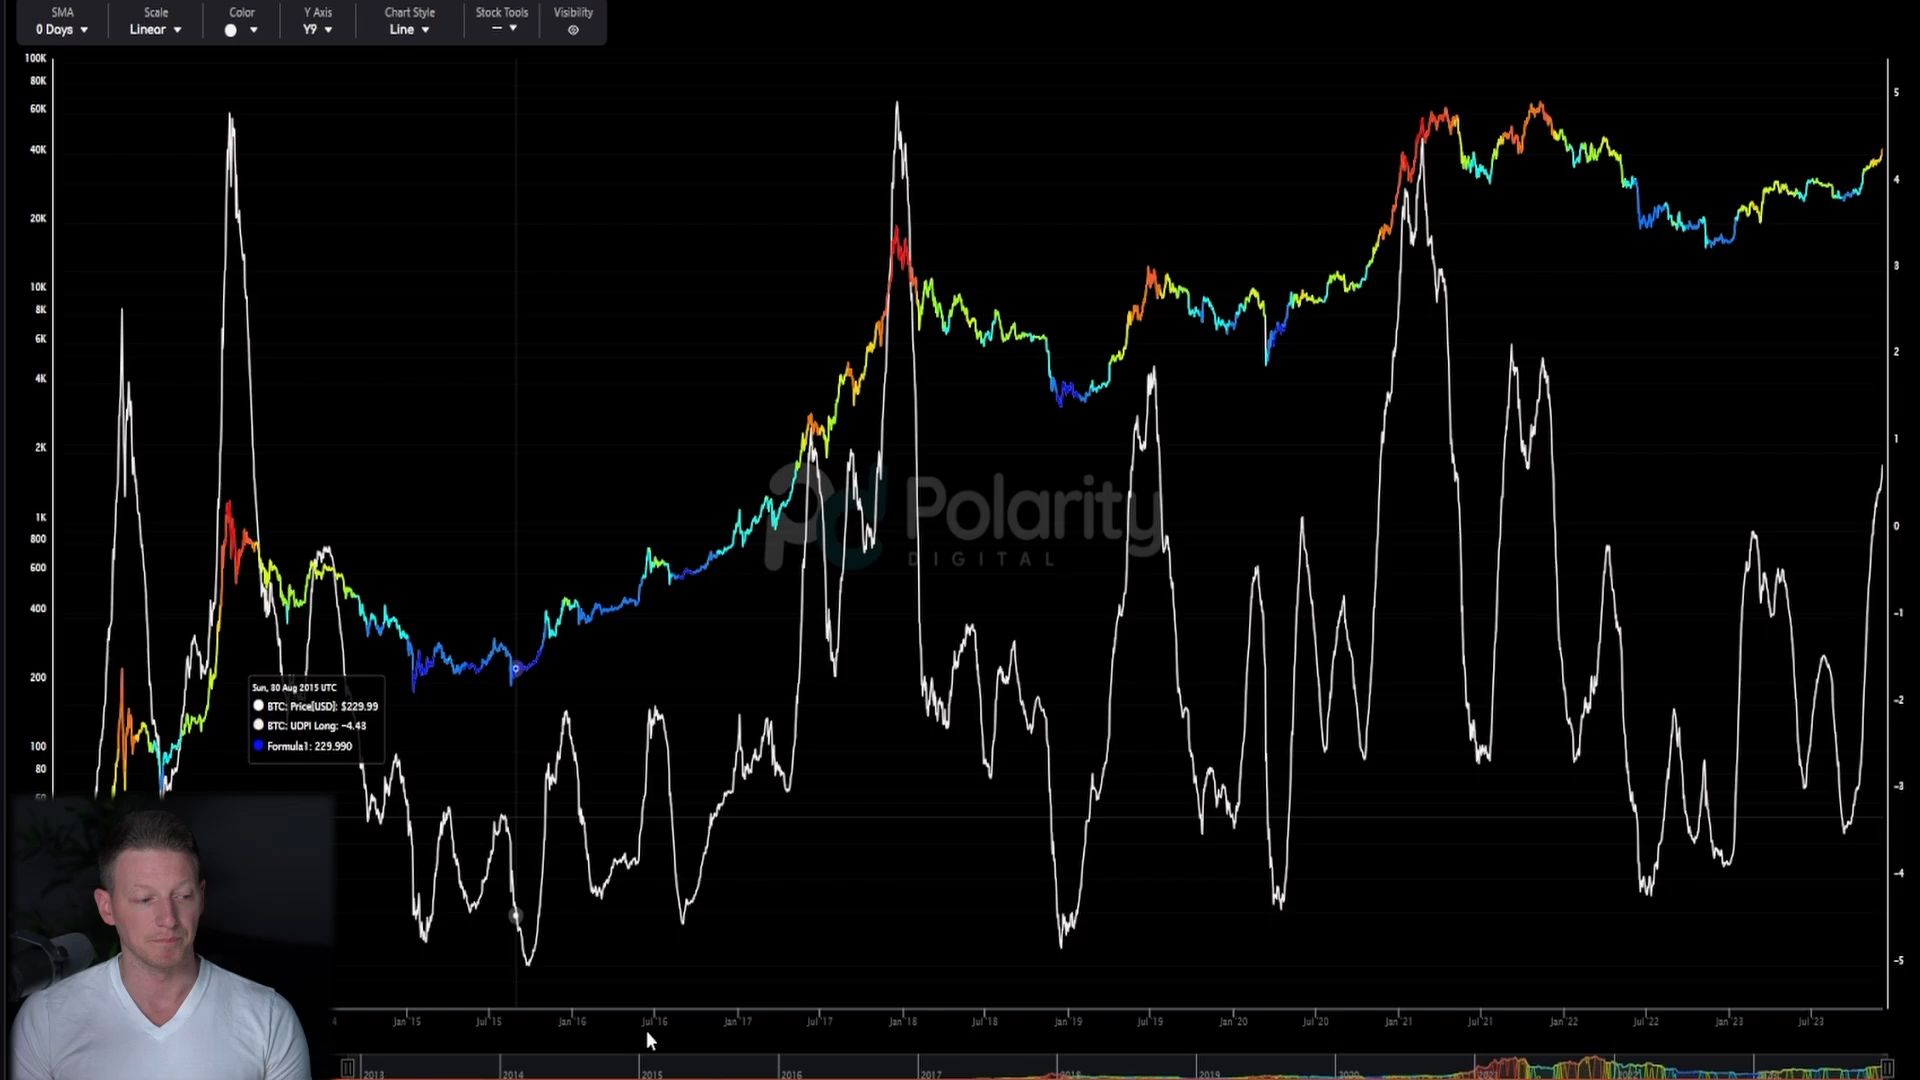 SMA Scale Color Y Axis Chart Style Stock Tools Visibility
0 Days Linear Y9 Line
100K
80K
60K
40K
20K
10K
8K
6K
4K
2K
1K
800
600
400
200
100
80
5
4
3
2
1
0
-1
-2
-3
-4
-5
Polarity
DIGITAL
Sun, 30 Aug 2015 UTC
BTC: Price[USD]: $229.99
BTC: UDPI Long: -4.48
Formula1: 229.990
4 Jan '15 Jul '15 Jan '16 Jul '16 Jan '17 Jul '17 Jan '18 Jul '18 Jan '19 Jul '19 Jan '20 Jul '20 Jan '21 Jul '21 Jan '22 Jul '22 Jan '23 Jul '23
2013 2014 2015 2016 2017 2018 2019 2020 2021